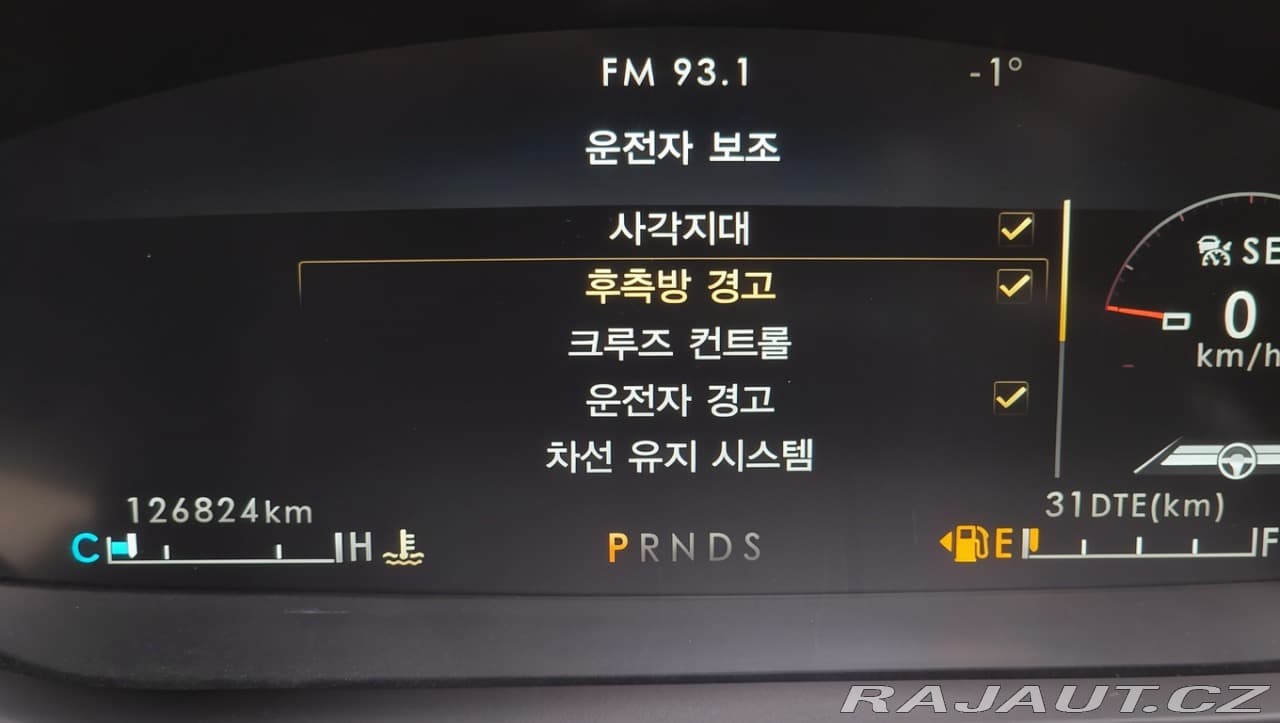 FM 93.1 -1°
운전자 보조
사각지대
후측방 경고
크루즈 컨트롤
운전자 경고
차선 유지 시스템
SE
0
km/h
126824km
31DTE(km)
C H
PRNDS
E F
RAJAUT.CZ